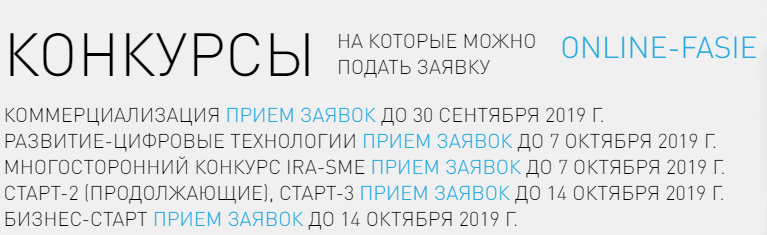 КОНКУРСЫ
НА КОТОРЫЕ МОЖНО
ПОДАТЬ ЗАЯВКУ
ONLINE-FASIE
КОММЕРЦИАЛИЗАЦИЯ ПРИЕМ ЗАЯВОК ДО 30 СЕНТЯБРЯ 2019 Г.
РАЗВИТИЕ-ЦИФРОВЫЕ ТЕХНОЛОГИИ ПРИЕМ ЗАЯВОК ДО 7 ОКТЯБРЯ 2019 Г.
МНОГОСТОРОННИЙ КОНКУРС IRA-SME ПРИЕМ ЗАЯВОК ДО 7 ОКТЯБРЯ 2019 Г.
СТАРТ-2 (ПРОДОЛЖАЮЩИЕ), СТАРТ-3 ПРИЕМ ЗАЯВОК ДО 14 ОКТЯБРЯ 2019 Г.
БИЗНЕС-СТАРТ ПРИЕМ ЗАЯВОК ДО 14 ОКТЯБРЯ 2019 Г.